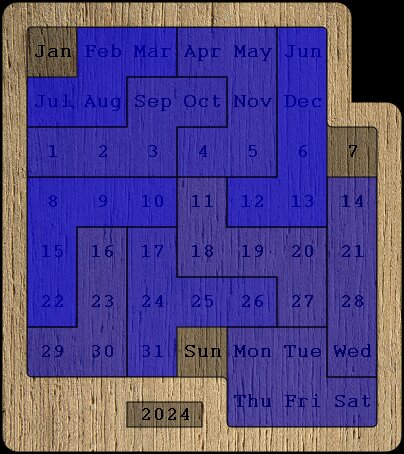 Jan Feb Mar Apr May Jun
Jul Aug Sep Oct Nov Dec
1 2 3 4 5 6 7
8 9 10 11 12 13 14
15 16 17 18 19 20 21
22 23 24 25 26 27 28
29 30 31 Sun Mon Tue Wed
Thu Fri Sat
2024